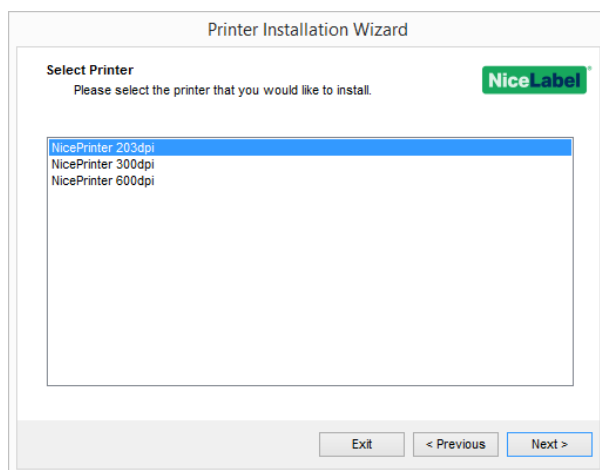 Printer Installation Wizard
Select Printer
Please select the printer that you would like to install.
NiceLabel®
NicePrinter 203dpi
NicePrinter 300dpi
NicePrinter 600dpi
Exit
< Previous
Next >